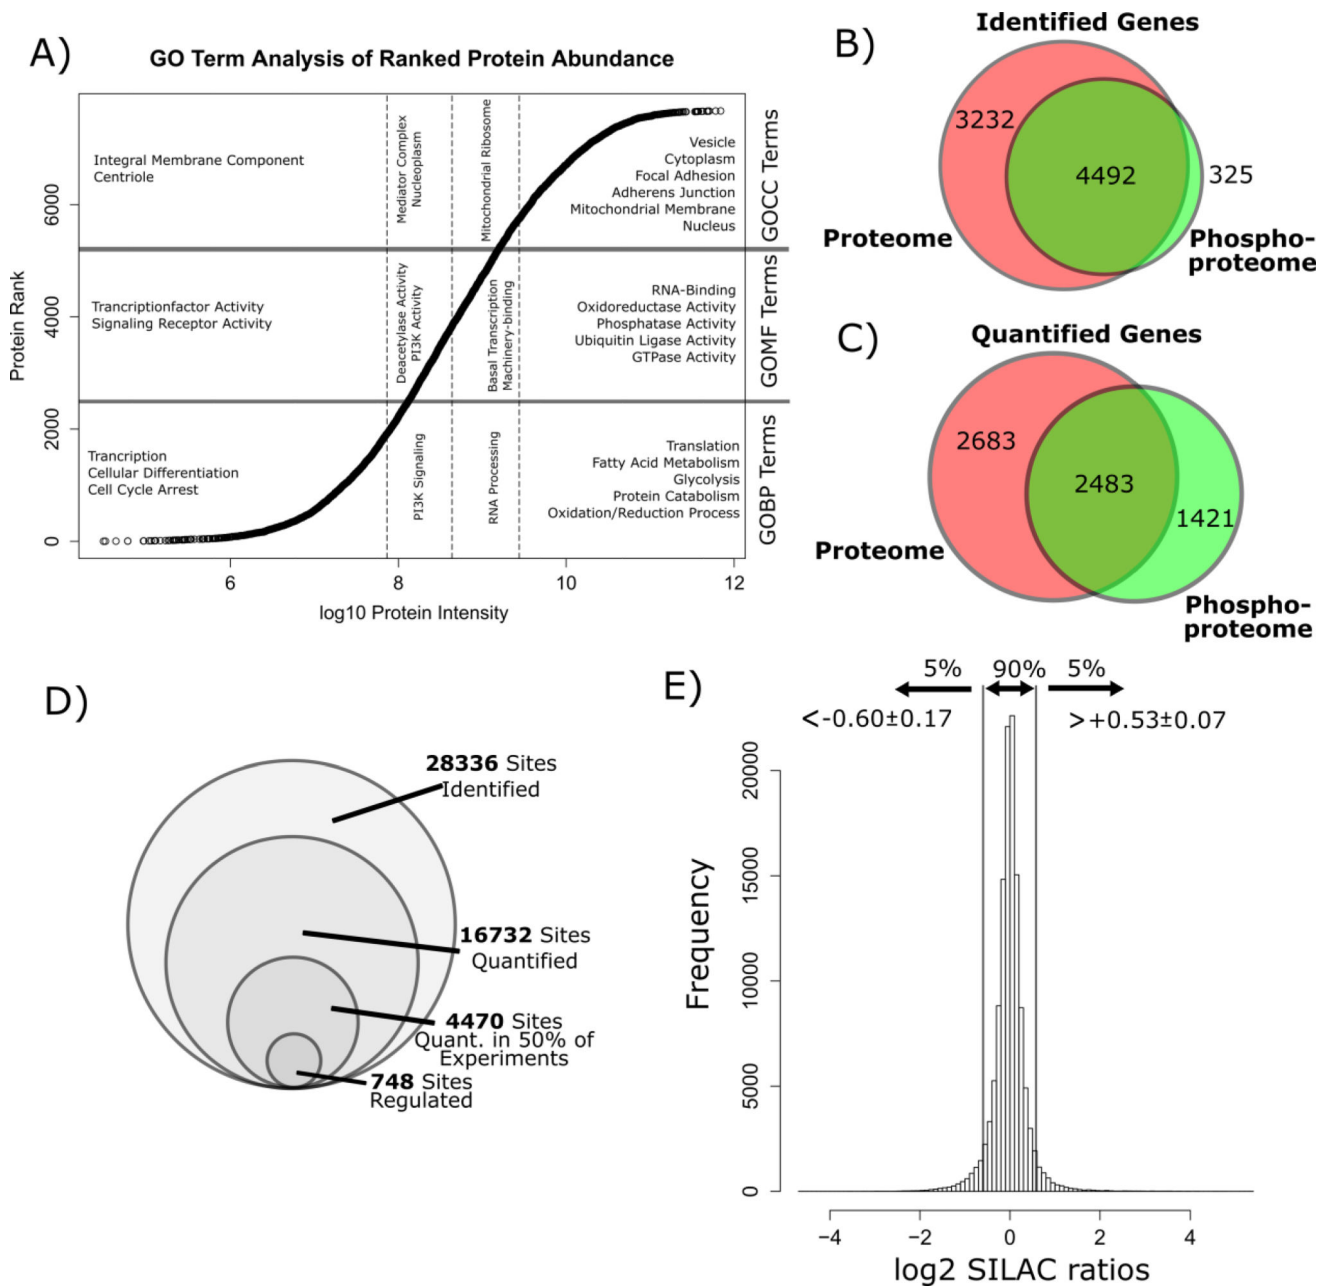 A)
GO Term Analysis of Ranked Protein Abundance
Protein Rank
0
2000
4000
6000
Integral Membrane Component
Centriole
Mediator Complex
Nucleoplasm
Mitochondrial Ribosome
Vesicle
Cytoplasm
Focal Adhesion
Adherens Junction
Mitochondrial Membrane
Nucleus
GOCC Terms
Trancriptionfactor Activity
Signaling Receptor Activity
Deacetylase Activity
PI3K Activity
Basal Transcription
Machinery-binding
RNA-Binding
Oxidoreductase Activity
Phosphatase Activity
Ubiquitin Ligase Activity
GTPase Activity
GOMF Terms
Trancription
Cellular Differentiation
Cell Cycle Arrest
PI3K Signaling
RNA Processing
Translation
Fatty Acid Metabolism
Glycolysis
Protein Catabolism
Oxidation/Reduction Process
GOBP Terms
6
8
10
12
log10 Protein Intensity
B)
Identified Genes
3232
4492
325
Proteome
Phospho-
proteome
C)
Quantified Genes
2683
2483
1421
Proteome
Phospho-
proteome
D)
28336 Sites
Identified
16732 Sites
Quantified
4470 Sites
Quant. in 50% of
Experiments
748 Sites
Regulated
E)
5%
90%
5%
<-0.60±0.17
>+0.53±0.07
Frequency
0
5000
10000
15000
20000
−4
−2
0
2
4
log2 SILAC ratios